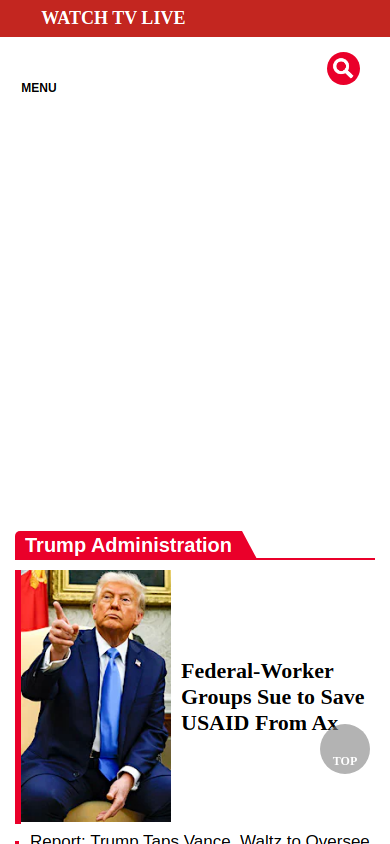 WATCH TV LIVE
MENU
Trump Administration
Federal-Worker
Groups Sue to Save
USAID From Ax
TOP
Report: Trump Taps Vance, Waltz to Oversee